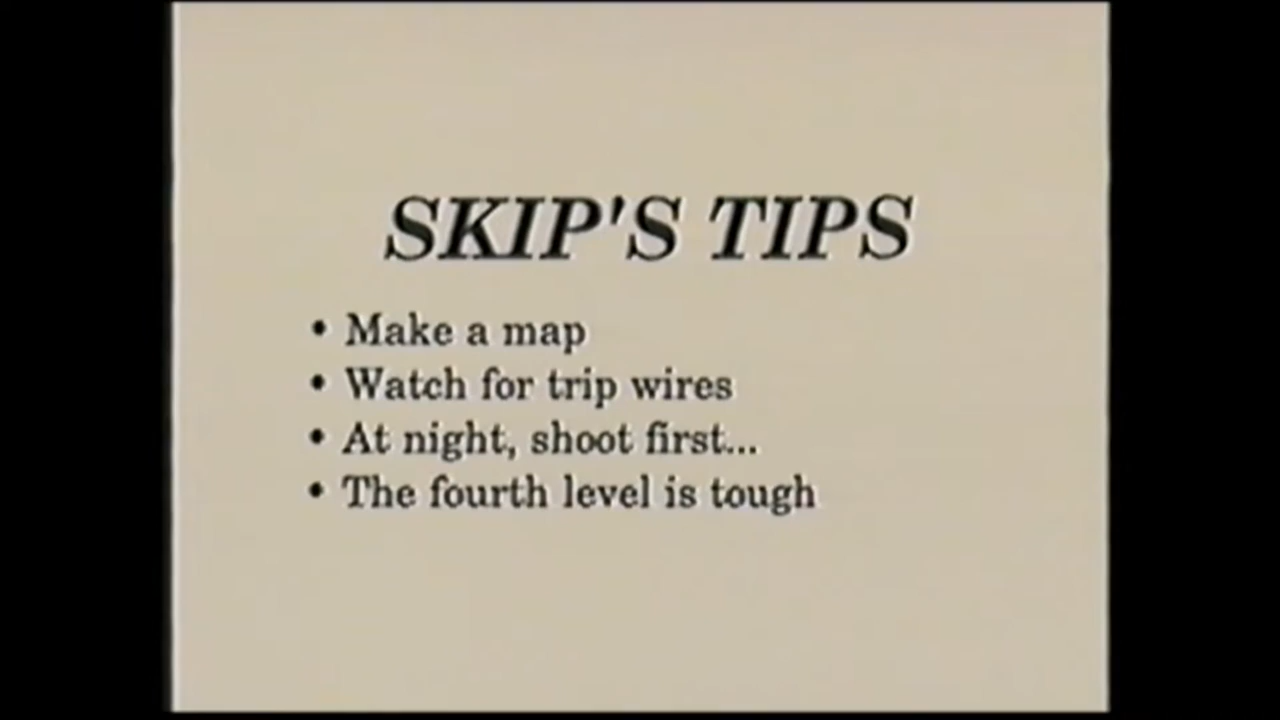 SKIP'S TIPS
• Make a map
• Watch for trip wires
• At night, shoot first...
• The fourth level is tough